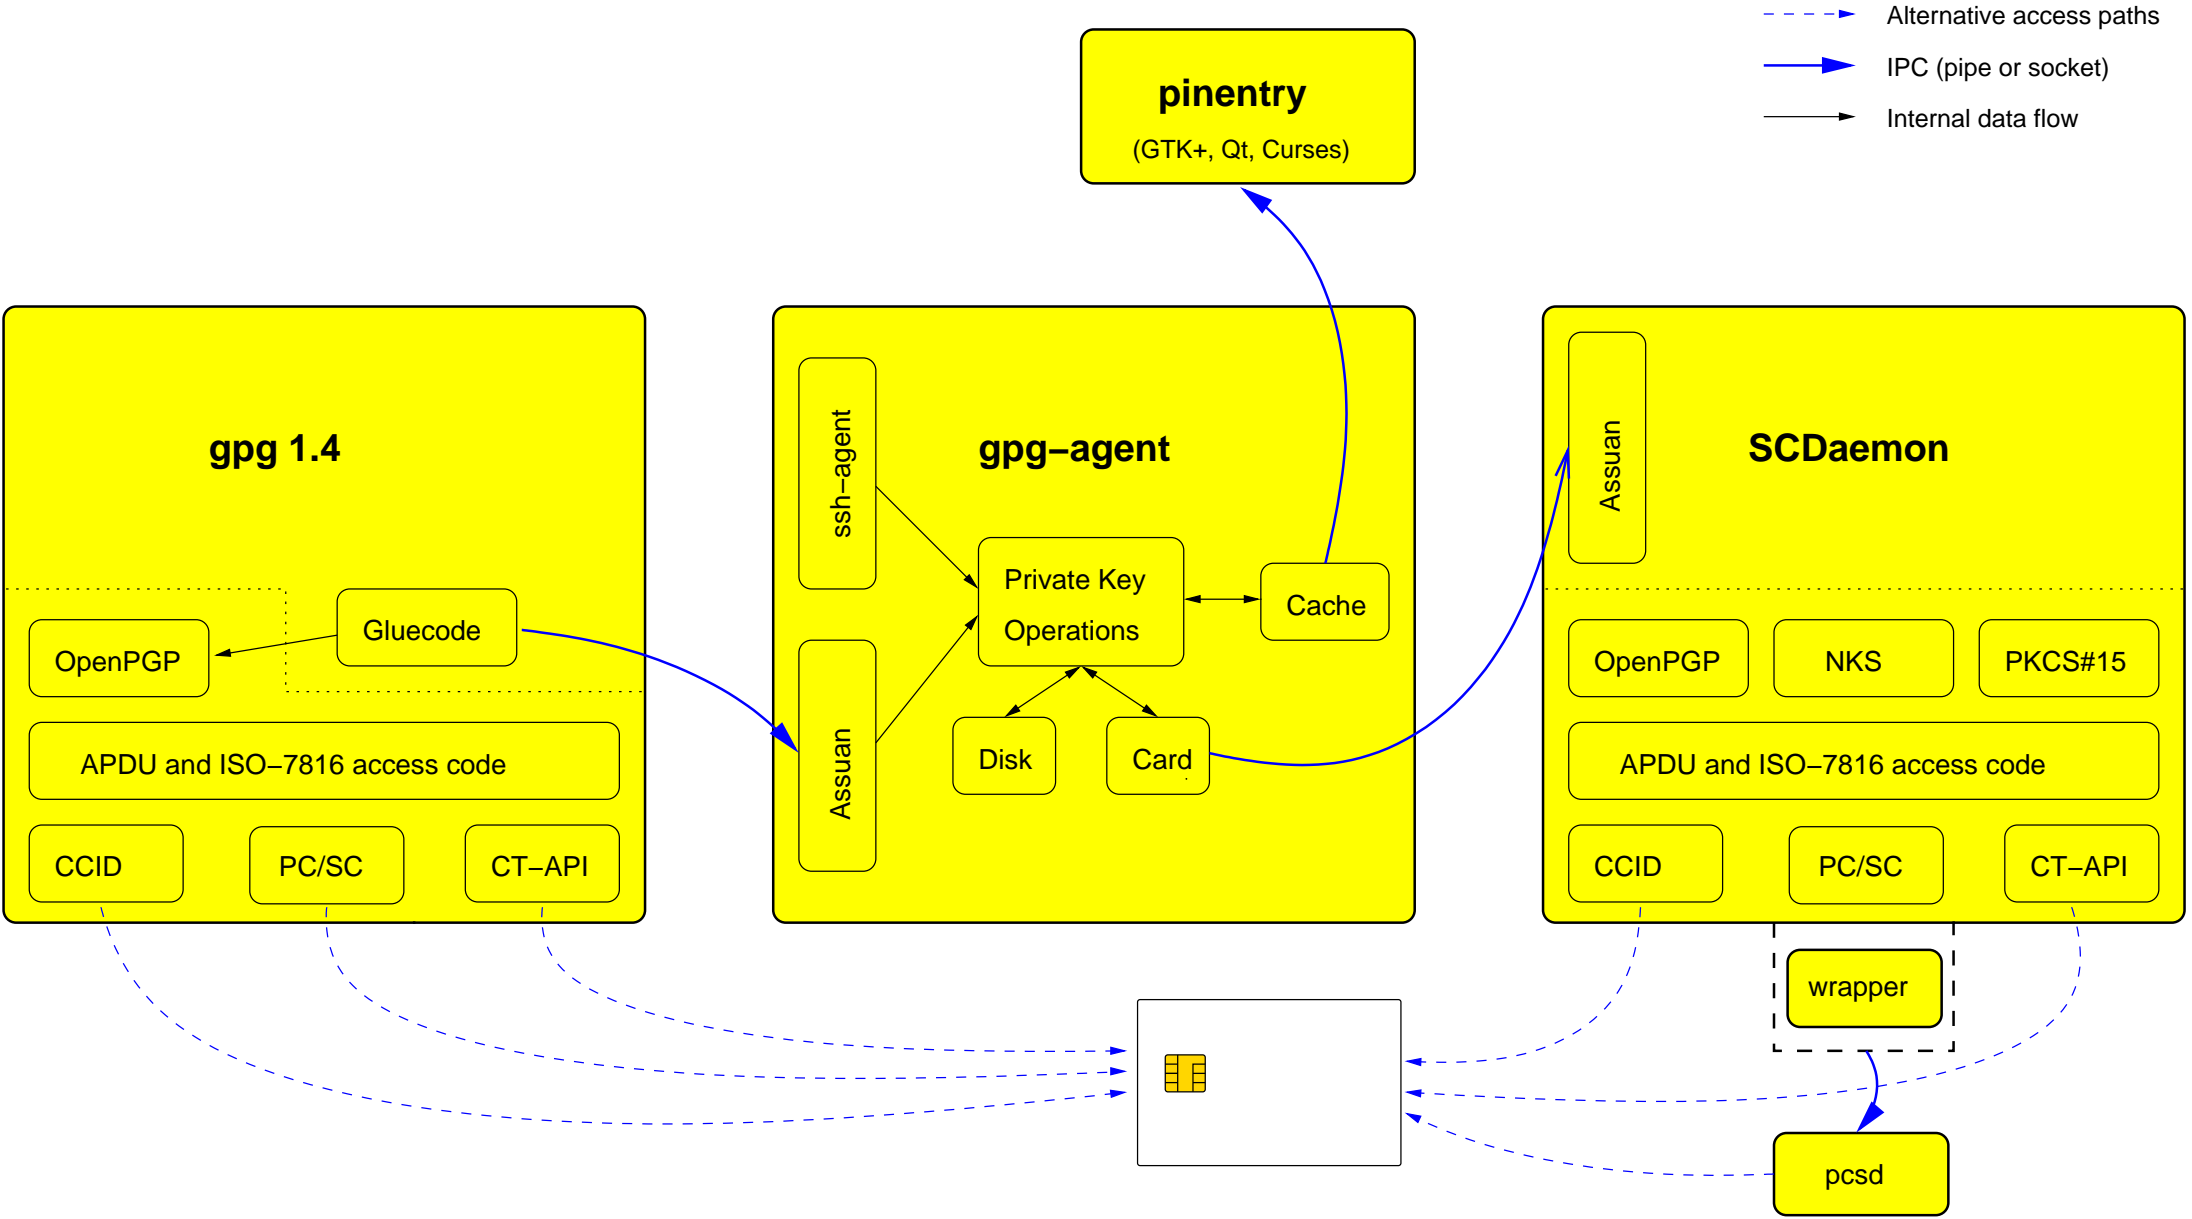 Alternative access paths
IPC (pipe or socket)
Internal data flow
pinentry
(GTK+, Qt, Curses)
gpg 1.4
Gluecode
OpenPGP
APDU and ISO−7816 access code
CCID
PC/SC
CT−API
gpg−agent
ssh−agent
Assuan
Private Key
Operations
Cache
Disk
Card
SCDaemon
Assuan
OpenPGP
NKS
PKCS#15
APDU and ISO−7816 access code
CCID
PC/SC
CT−API
wrapper
pcsd